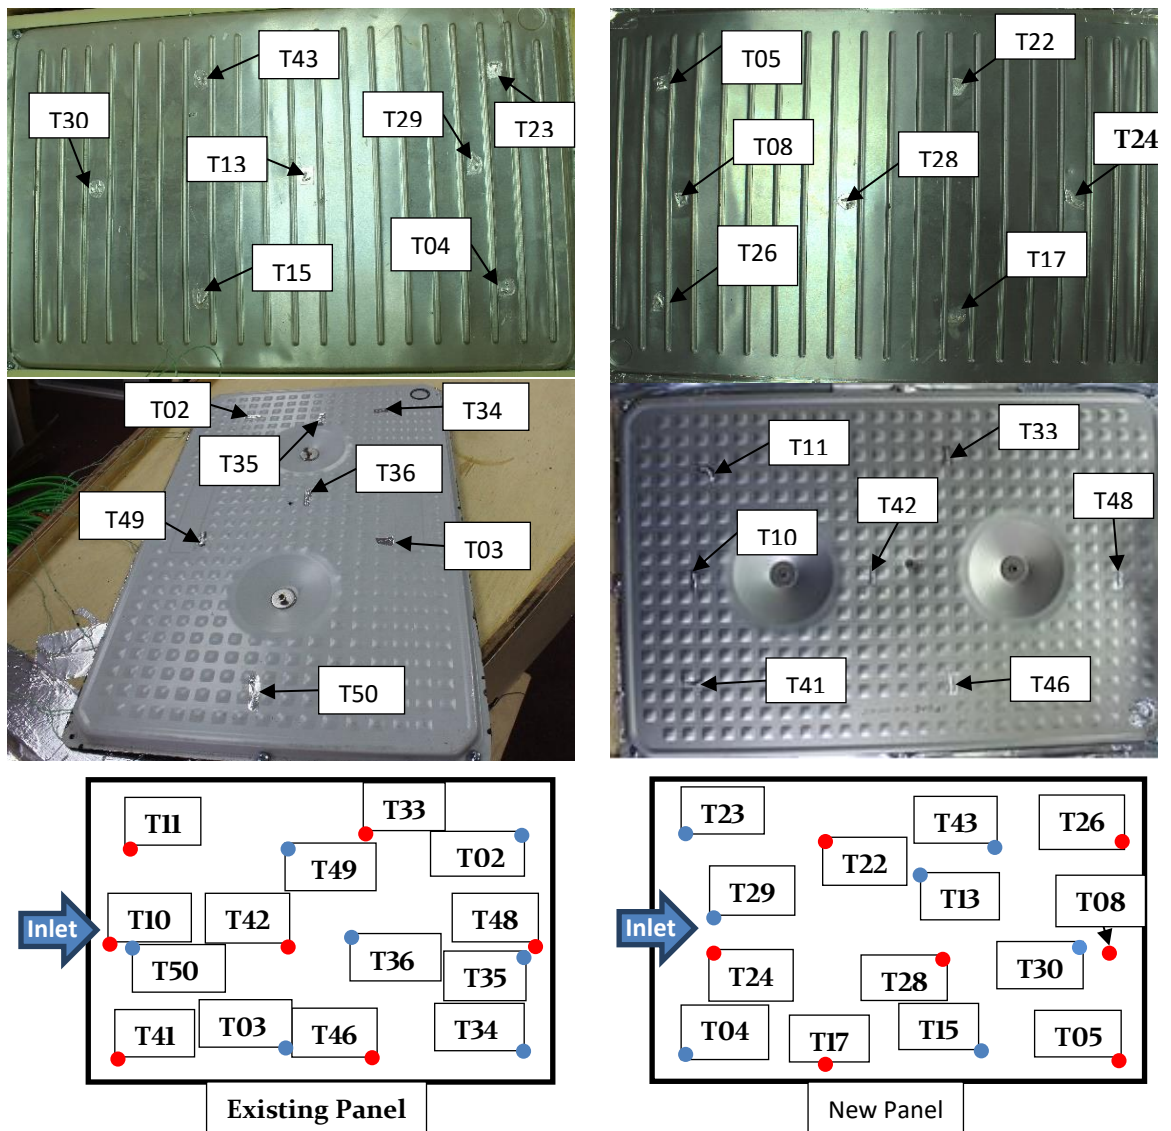 T43
T23
T30
T29
T13
T04
T15
T05
T22
T24
T08
T28
T26
T17
T02
T34
T35
T36
T49
T03
T50
T33
T11
T42
T48
T10
T41
T46
T33
T11
T49
T02
Inlet
T10
T42
T48
T50
T36
T35
T41
T03
T46
T34
Existing Panel
T23
T43
T26
T22
T29
T13
T08
Inlet
T24
T28
T30
T04
T17
T15
T05
New Panel